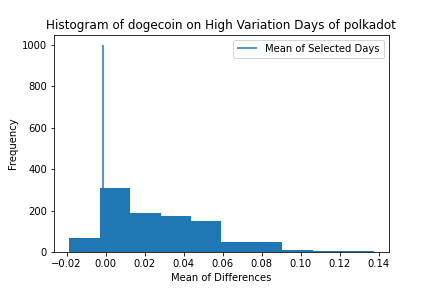 Histogram of dogecoin on High Variation Days of polkadot
Mean of Selected Days
Frequency
1000
800
600
400
200
0
−0.02 0.00 0.02 0.04 0.06 0.08 0.10 0.12 0.14
Mean of Differences